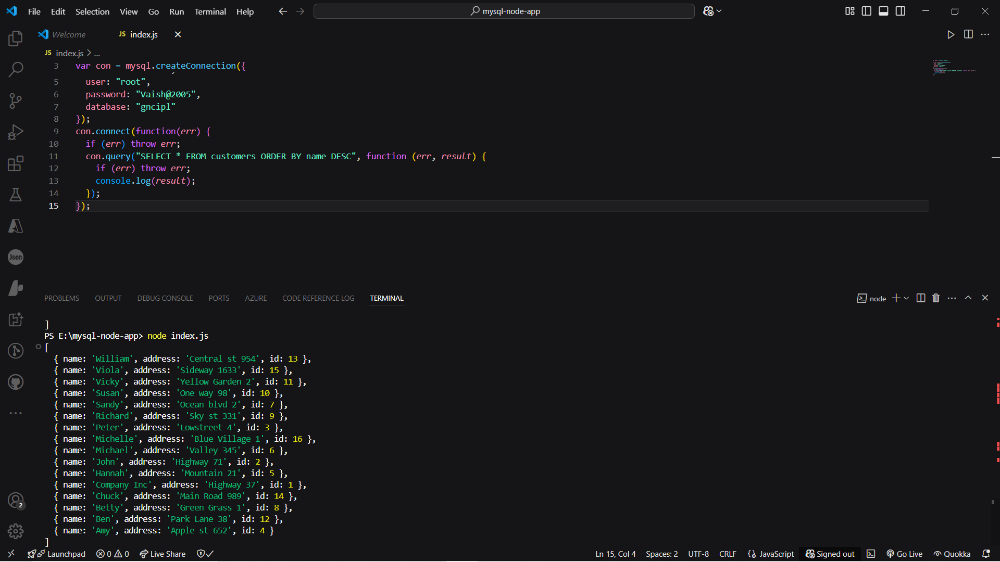 File Edit Selection View Go Run Terminal Help mysql-node-app
Welcome JS index.js
JS index.js > ...
3 var con = mysql.createConnection({
5 user: "root",
6 password: "Vaish@2005",
7 database: "gncipl"
8 });
9 con.connect(function(err) {
10 if (err) throw err;
11 con.query("SELECT * FROM customers ORDER BY name DESC", function (err, result) {
12 if (err) throw err;
13 console.log(result);
14 });
15 });
Json
PROBLEMS OUTPUT DEBUG CONSOLE PORTS AZURE CODE REFERENCE LOG TERMINAL node
]
PS E:\mysql-node-app> node index.js
[
{ name: 'William', address: 'Central st 954', id: 13 },
{ name: 'Viola', address: 'Sideway 1633', id: 15 },
{ name: 'Vicky', address: 'Yellow Garden 2', id: 11 },
{ name: 'Susan', address: 'One way 98', id: 10 },
{ name: 'Sandy', address: 'Ocean blvd 2', id: 7 },
{ name: 'Richard', address: 'Sky st 331', id: 9 },
{ name: 'Peter', address: 'Lowstreet 4', id: 3 },
{ name: 'Michelle', address: 'Blue Village 1', id: 16 },
{ name: 'Michael', address: 'Valley 345', id: 6 },
{ name: 'John', address: 'Highway 71', id: 2 },
{ name: 'Hannah', address: 'Mountain 21', id: 5 },
{ name: 'Company Inc', address: 'Highway 37', id: 1 },
{ name: 'Chuck', address: 'Main Road 989', id: 14 },
{ name: 'Betty', address: 'Green Grass 1', id: 8 },
{ name: 'Ben', address: 'Park Lane 38', id: 12 },
{ name: 'Amy', address: 'Apple st 652', id: 4 }
]
2
Launchpad 0 0 Live Share Ln 15, Col 4 Spaces: 2 UTF-8 CRLF {} JavaScript Signed out Go Live Quokka